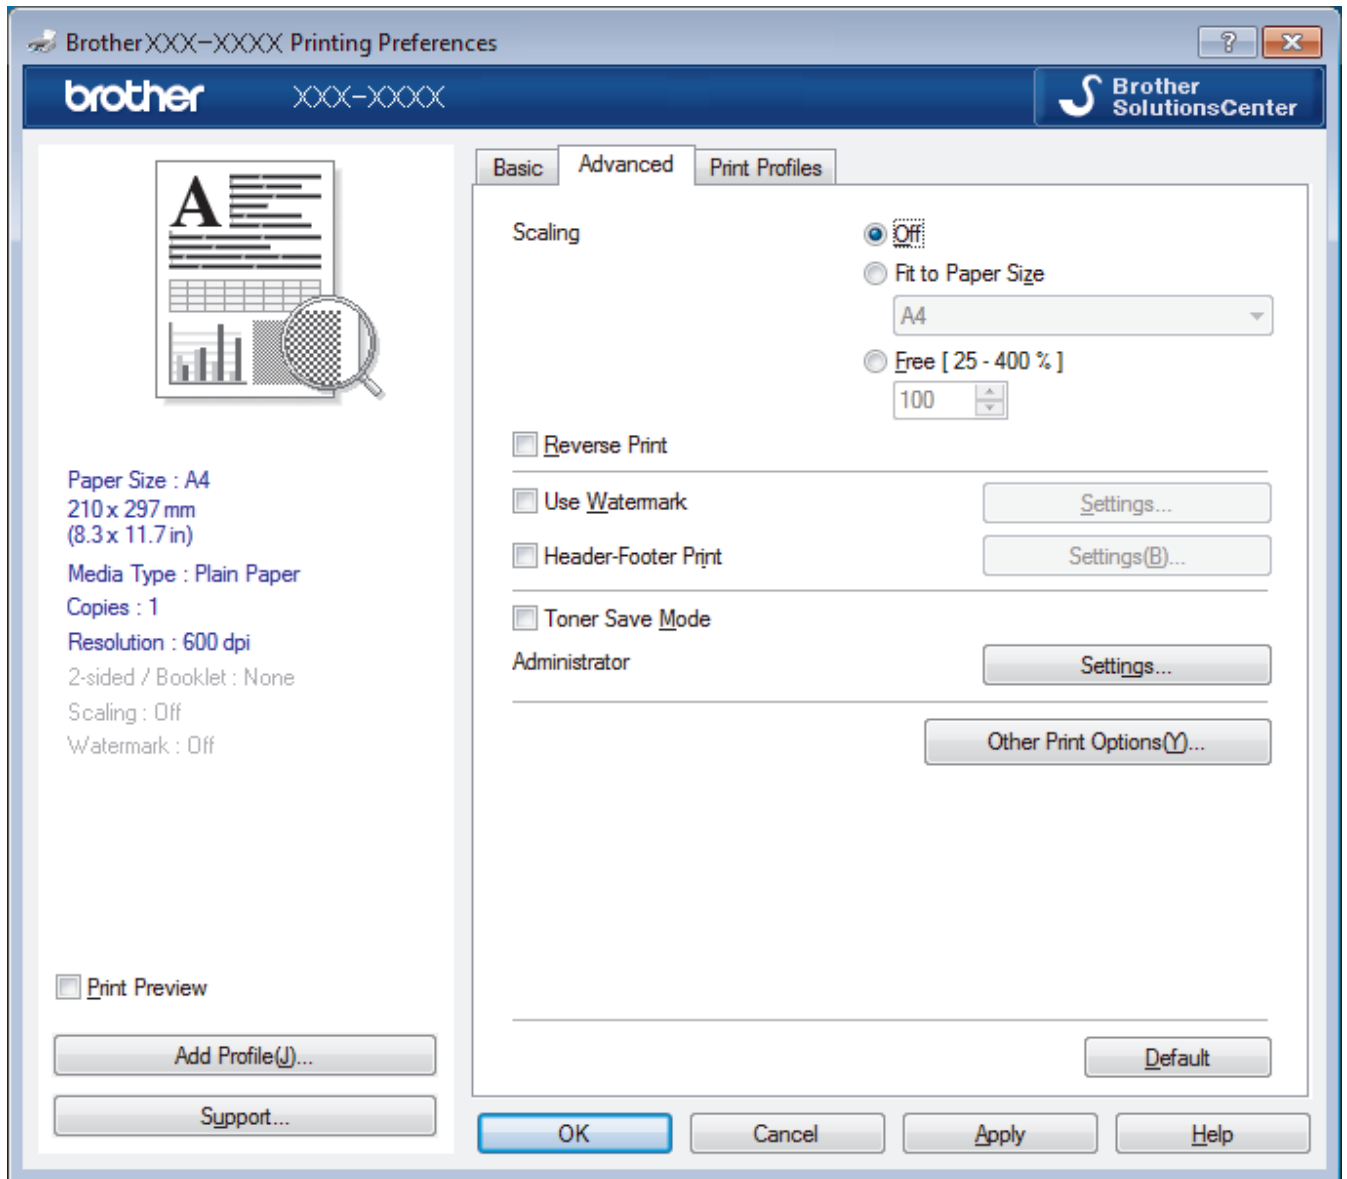 Brother XXX-XXXX Printing Preferences
brother XXX-XXXX
Brother
SolutionsCenter
Basic
Advanced
Print Profiles
A
Scaling
Off
Fit to Paper Size
A4
Free [ 25 - 400 % ]
100
Reverse Print
Use Watermark
Settings...
Header-Footer Print
Settings(B)...
Toner Save Mode
Administrator
Settings...
Other Print Options(Y)...
Default
Paper Size : A4
210 x 297 mm
(8.3 x 11.7 in)
Media Type : Plain Paper
Copies : 1
Resolution : 600 dpi
2-sided / Booklet : None
Scaling : Off
Watermark : Off
Print Preview
Add Profile(J)...
Support...
OK
Cancel
Apply
Help